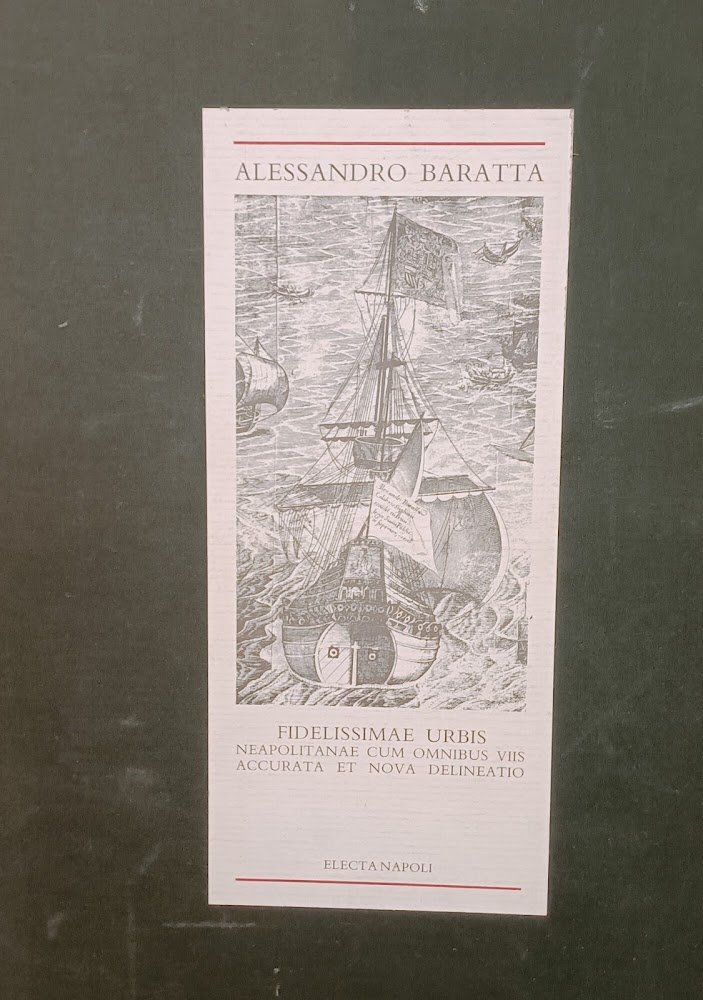 ALESSANDRO BARATTA
FIDELISSIMAE URBIS
NEAPOLITANAE CUM OMNIBUS VIIS
ACCURATA ET NOVA DELINEATIO
ELECTA NAPOLI